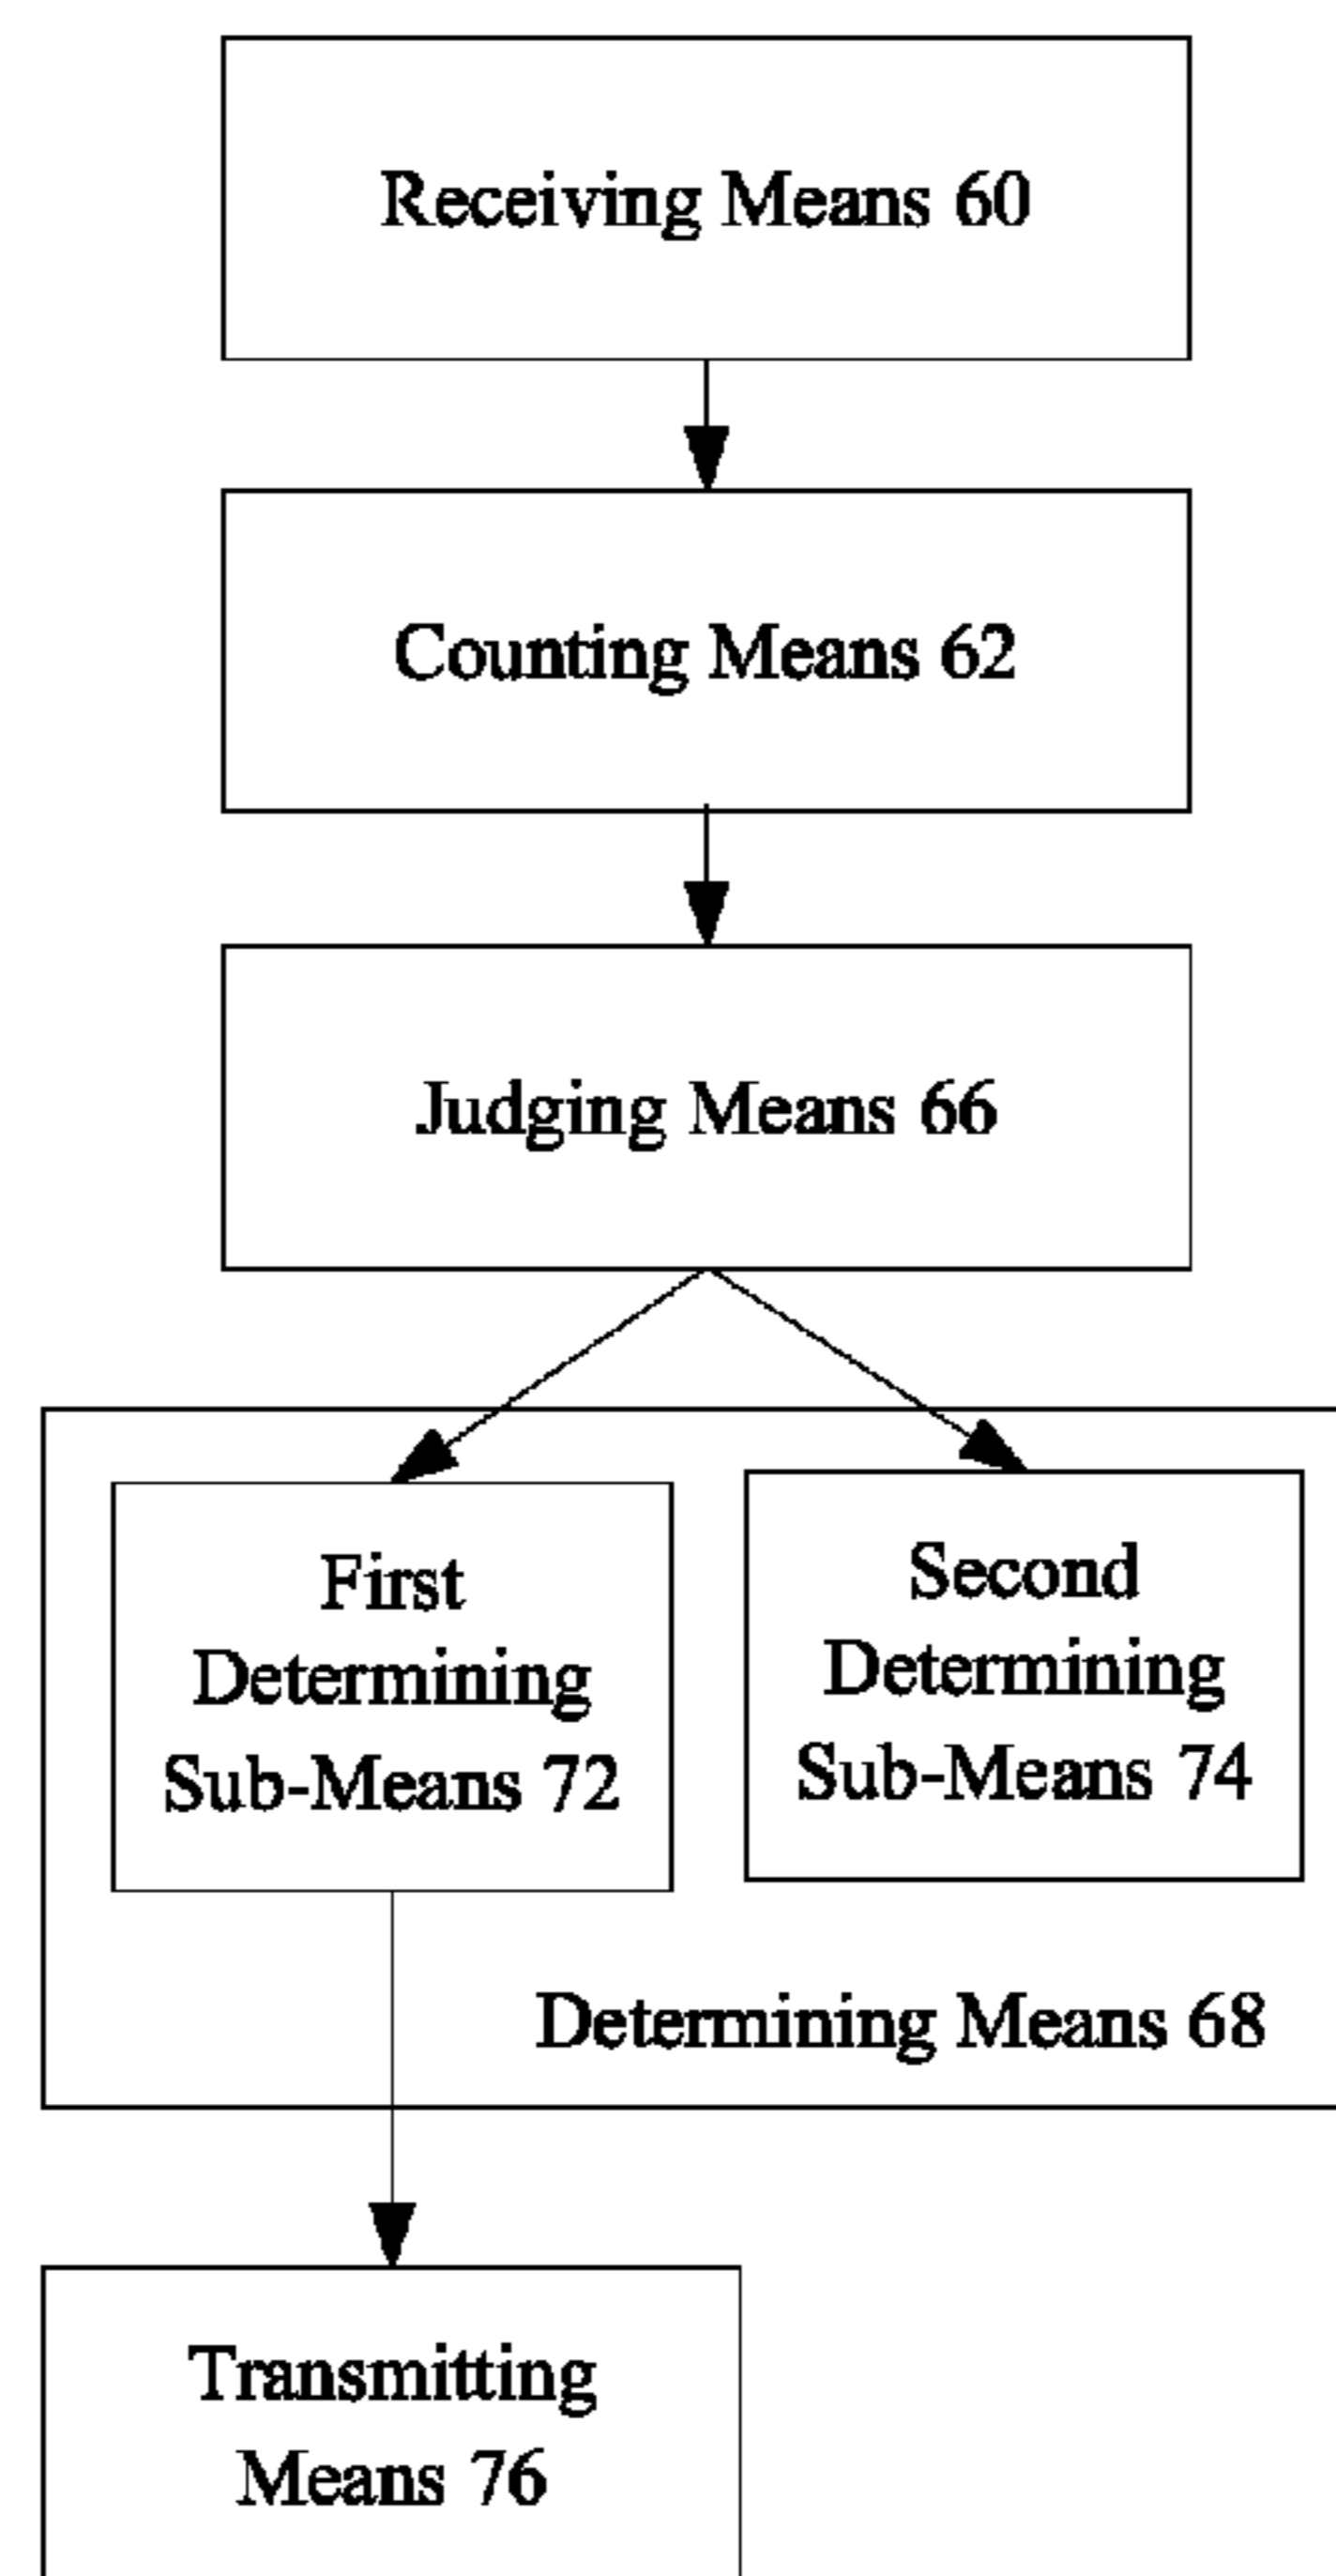 Receiving Means 60
Counting Means 62
Judging Means 66
First
Determining
Sub-Means 72
Second
Determining
Sub-Means 74
Determining Means 68
Transmitting
Means 76